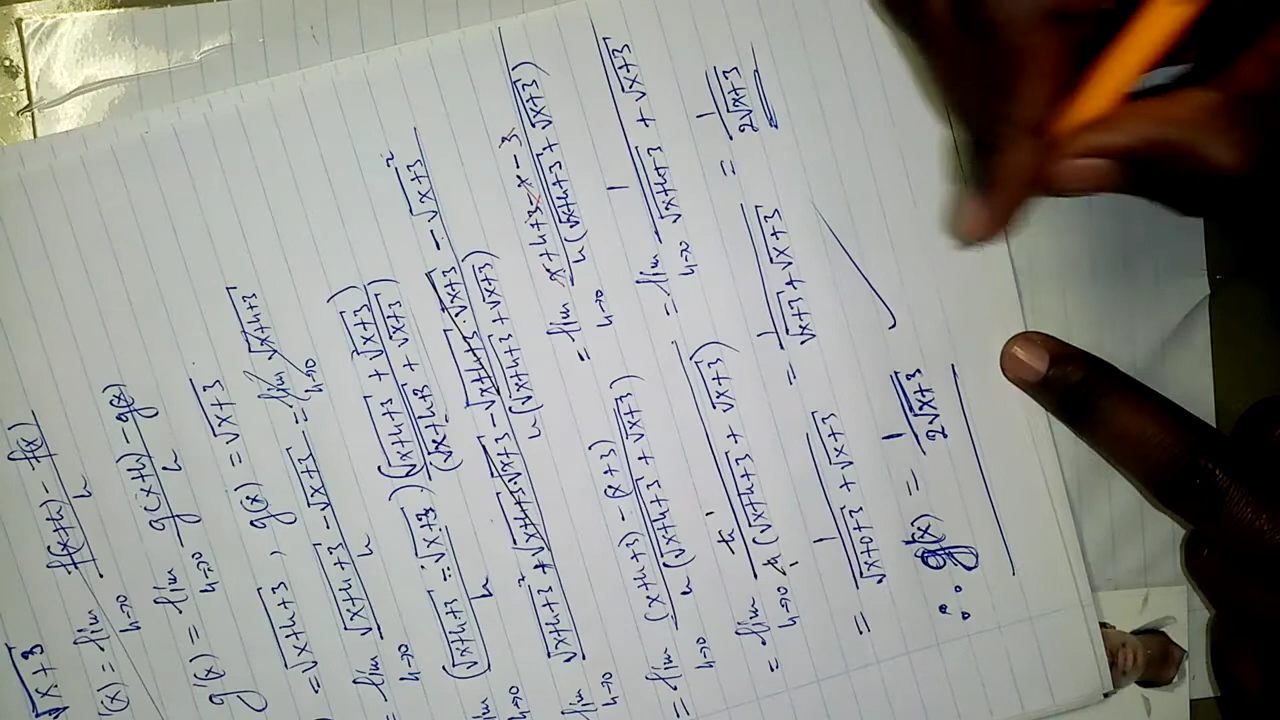 √x+3
'(x) = lim h→0 f(x+h) - f(x) / h
g'(x) = lim h→0 g(x+h) - g(x) / h
= √x+h+3 , g(x) = √x+3
= lim h→0 √x+h+3 - √x+3 / h = lim h→0 √x+h+3
lim h→0 (√x+h+3 - √x+3 / h) (√x+h+3 + √x+3) / (√x+h+3 + √x+3)
lim h→0 √x+h+3² + √x+h+3 √x+3 - √x+h+3 · √x+3 - √x+3² / h(√x+h+3 + √x+3)
= lim h→0 (x+h+3) - (x+3) / h(√x+h+3 + √x+3) = lim h→0 x+h+3-x-3 / h(√x+h+3 + √x+3)
= lim h→0 h / h(√x+h+3 + √x+3) = lim h→0 1 / √x+h+3 + √x+3
= 1 / √x+0+3 + √x+3 = 1 / √x+3 + √x+3 = 1 / 2√x+3
∴ g'(x) = 1 / 2√x+3